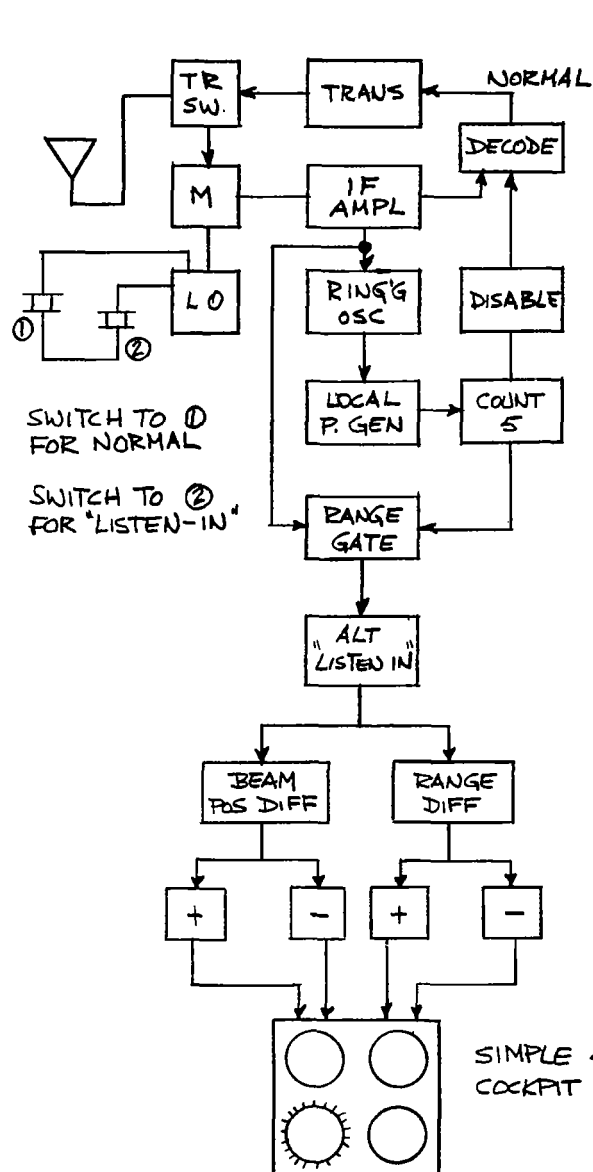 TR
SW.
TRANS
NORMAL
DECODE
M
IF
AMPL
LO
①
②
RING'G
OSC
DISABLE
LOCAL
P. GEN
COUNT
5
SWITCH TO ①
FOR NORMAL
SWITCH TO ②
FOR "LISTEN-IN"
RANGE
GATE
ALT
"LISTEN IN"
BEAM
POS DIFF
RANGE
DIFF
+
-
+
-
SIMPLE
COCKPIT